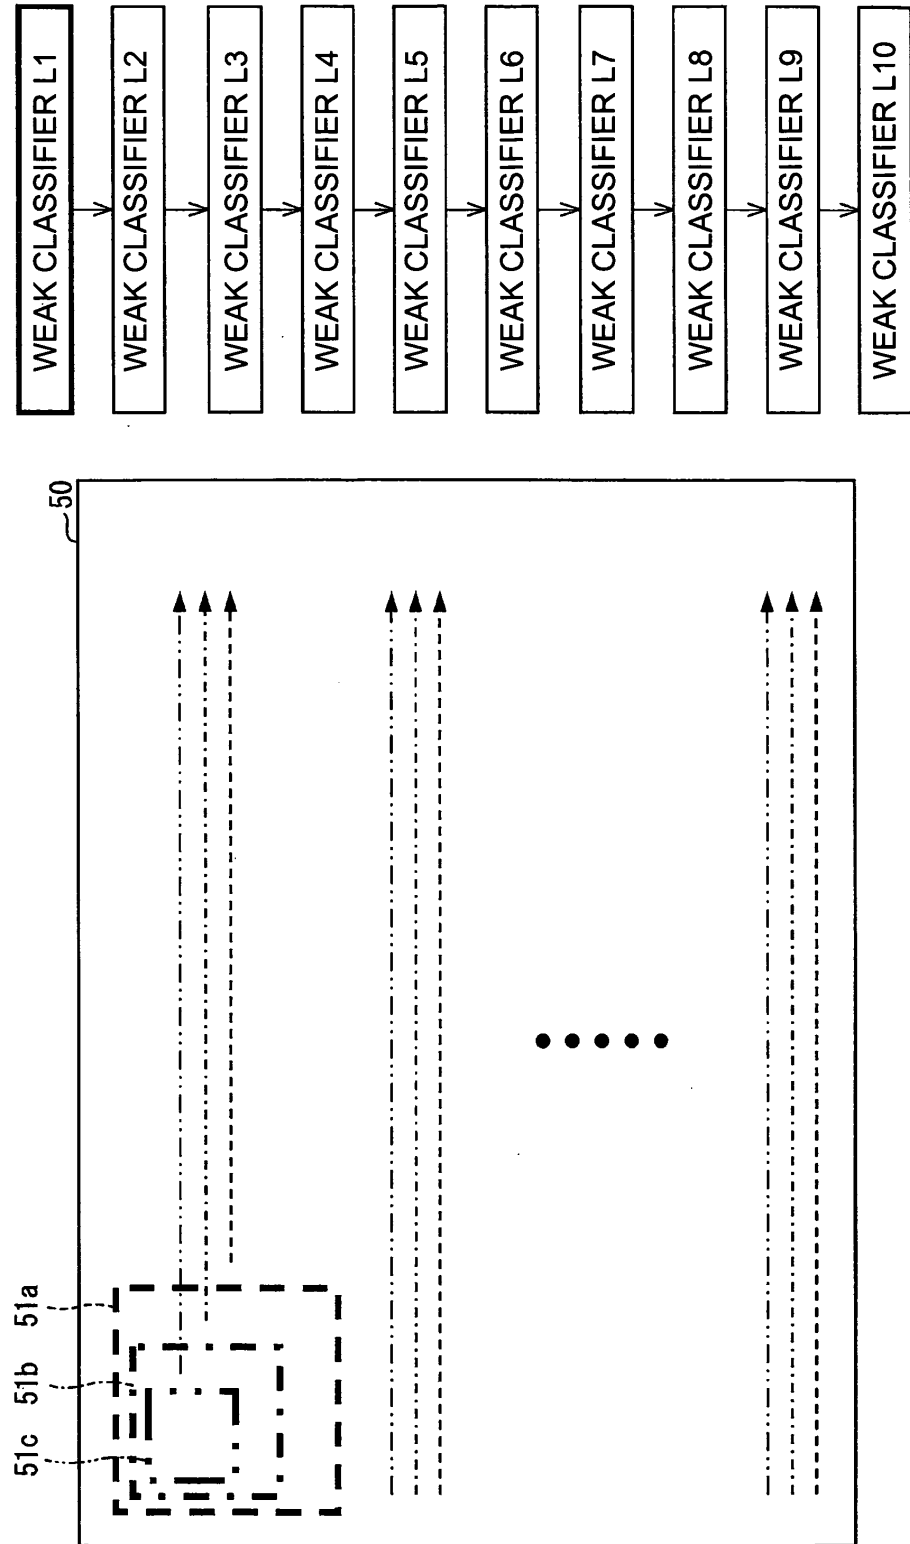 WEAK CLASSIFIER L1
WEAK CLASSIFIER L2
WEAK CLASSIFIER L3
WEAK CLASSIFIER L4
WEAK CLASSIFIER L5
WEAK CLASSIFIER L6
WEAK CLASSIFIER L7
WEAK CLASSIFIER L8
WEAK CLASSIFIER L9
WEAK CLASSIFIER L10
50
51a
51b
51c